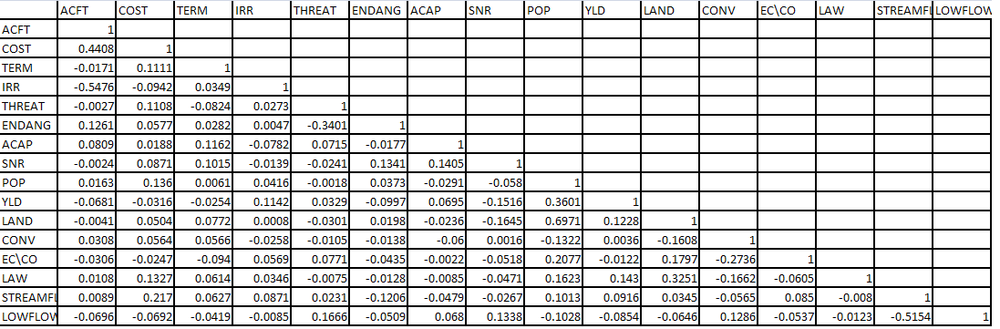 ACFT COST TERM IRR THREAT ENDANG ACAP SNR POP YLD LAND CONV EC\CO LAW STREAMFL LOWFLOW
ACFT 1
COST 0.4408 1
TERM -0.0171 0.1111 1
IRR -0.5476 -0.0942 0.0349 1
THREAT -0.0027 0.1108 -0.0824 0.0273 1
ENDANG 0.1261 0.0577 0.0282 0.0047 -0.3401 1
ACAP 0.0809 0.0188 0.1162 -0.0782 0.0715 -0.0177 1
SNR -0.0024 0.0871 0.1015 -0.0139 -0.0241 0.1341 0.1405 1
POP 0.0163 0.136 0.0061 0.0416 -0.0018 0.0373 -0.0291 -0.058 1
YLD -0.0681 -0.0316 -0.0254 0.1142 0.0329 -0.0997 0.0695 -0.1516 0.3601 1
LAND -0.0041 0.0504 0.0772 0.0008 -0.0301 0.0198 -0.0236 -0.1645 0.6971 0.1228 1
CONV 0.0308 0.0564 0.0566 -0.0258 -0.0105 -0.0138 -0.06 0.0016 -0.1322 0.0036 -0.1608 1
EC\CO -0.0306 -0.0247 -0.094 0.0569 0.0771 -0.0435 -0.0022 -0.0518 0.2077 -0.0122 0.1797 -0.2736 1
LAW 0.0108 0.1327 0.0614 0.0346 -0.0075 -0.0128 -0.0085 -0.0471 0.1623 0.143 0.3251 -0.1662 -0.0605 1
STREAMFL 0.0089 0.217 0.0627 0.0871 0.0231 -0.1206 -0.0479 -0.0267 0.1013 0.0916 0.0345 -0.0565 0.085 -0.008 1
LOWFLOW -0.0696 -0.0692 -0.0419 -0.0085 0.1666 -0.0509 0.068 0.1338 -0.1028 -0.0854 -0.0646 0.1286 -0.0537 -0.0123 -0.5154 1